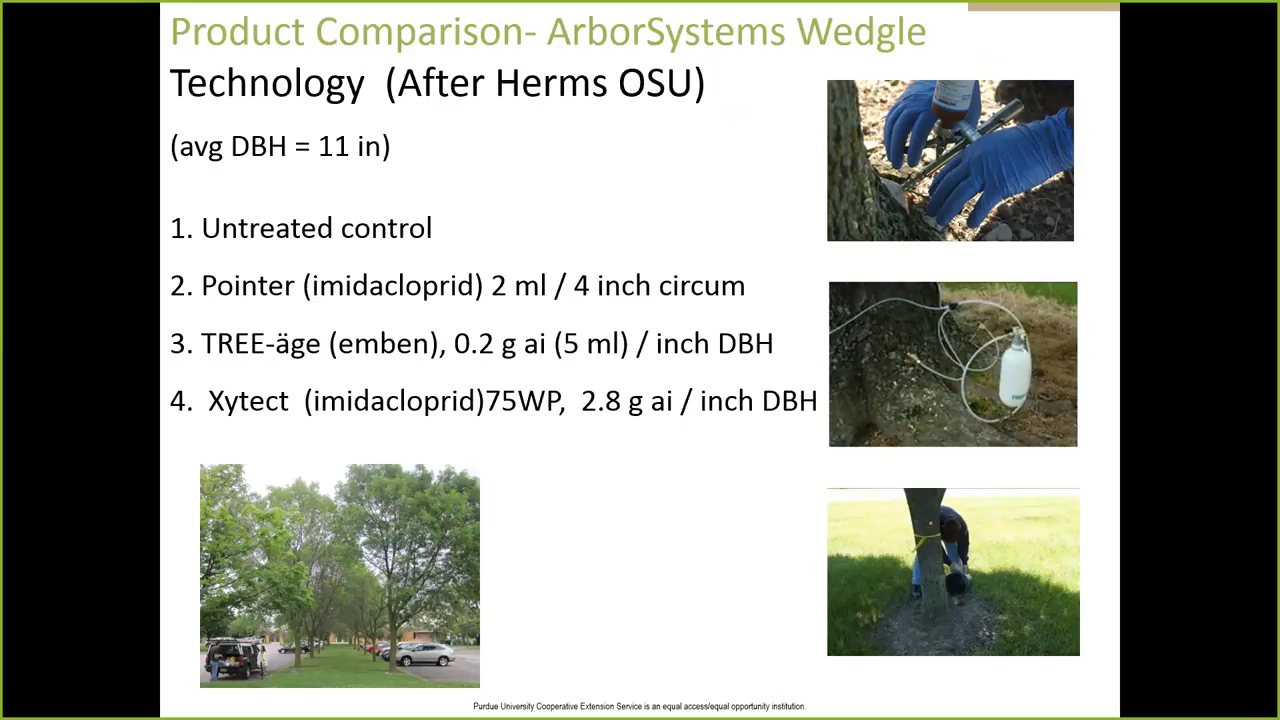 Product Comparison- ArborSystems Wedgle
Technology (After Herms OSU)
(avg DBH = 11 in)
1. Untreated control
2. Pointer (imidacloprid) 2 ml / 4 inch circum
3. TREE-äge (emben), 0.2 g ai (5 ml) / inch DBH
4. Xytect (imidacloprid)75WP, 2.8 g ai / inch DBH
Purdue University Cooperative Extension Service is an equal access/equal opportunity institution.